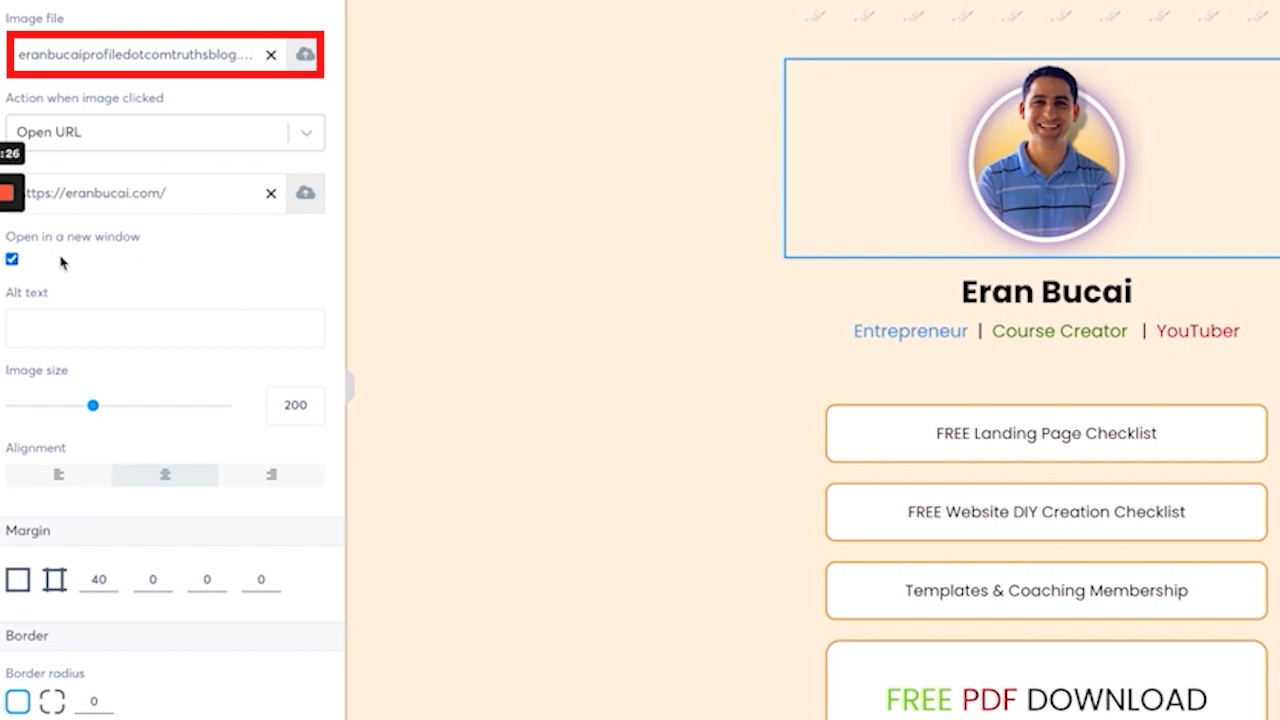 Image file
eranbucaiprofiledotcomtruthsblog....
Action when image clicked
Open URL
:26
ttps://eranbucai.com/
Open in a new window
Alt text
Image size
200
Alignment
Margin
40 0 0 0
Border
Border radius
0
Eran Bucai
Entrepreneur | Course Creator | YouTuber
FREE Landing Page Checklist
FREE Website DIY Creation Checklist
Templates & Coaching Membership
FREE PDF DOWNLOAD